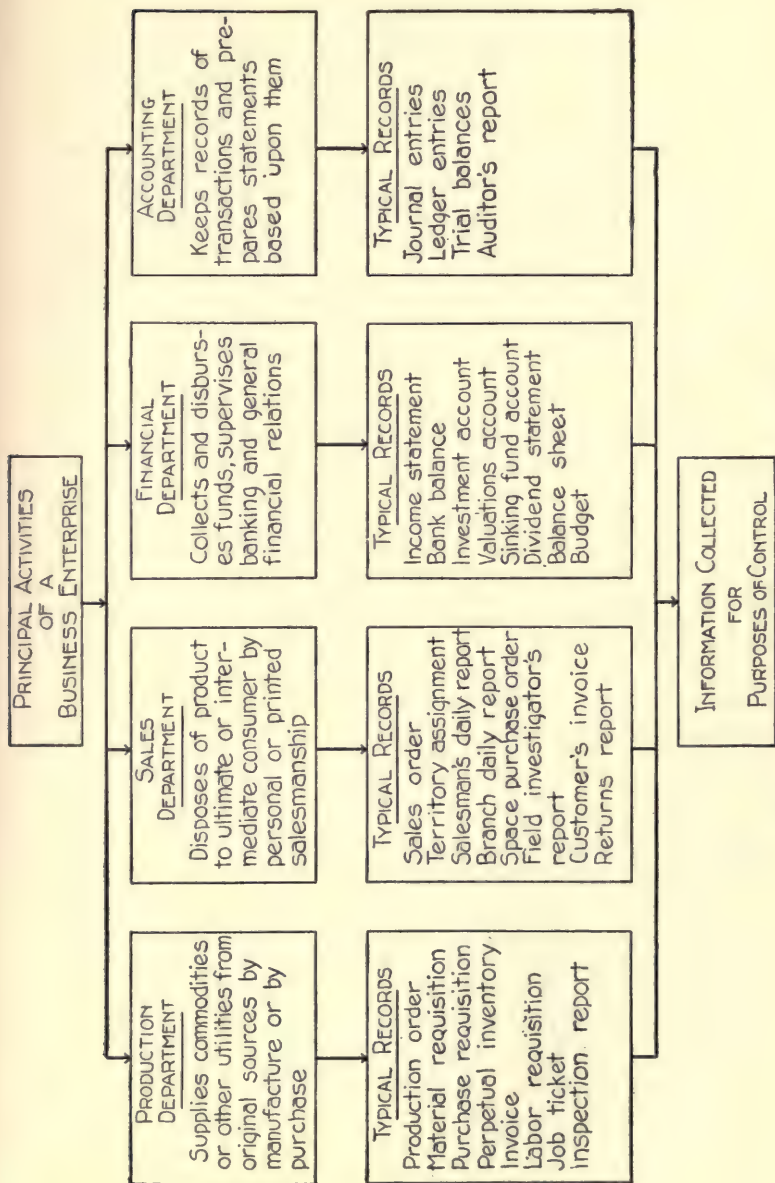 PRINCIPAL ACTIVITIES
OF A
BUSINESS ENTERPRISE
PRODUCTION
DEPARTMENT
Supplies commodities
or other utilities from
original sources by
manufacture or by
purchase
SALES
DEPARTMENT
Disposes of product
to ultimate or inter-
mediate consumer by
personal or printed
salesmanship
FINANCIAL
DEPARTMENT
Collects and disburs-
es funds, supervises
banking and general
financial relations
ACCOUNTING
DEPARTMENT
Keeps records of
transactions and pre-
pares statements
based upon them
TYPICAL RECORDS
Production order
Material requisition
Purchase requisition
Perpetual inventory
Invoice
Labor requisition
Job ticket
inspection report
TYPICAL RECORDS
Sales order
Territory assignment
Salesman's daily report
Branch daily report
Space purchase order
Field investigator's
report
Customer's invoice
Returns report
TYPICAL RECORDS
Income statement
Bank balance
Investment account
Valuations account
Sinking fund account
Dividend statement
Balance sheet
Budget
TYPICAL RECORDS
Journal entries
Ledger entries
Trial balances
Auditor's report
INFORMATION COLLECTED
FOR
PURPOSES OF CONTROL